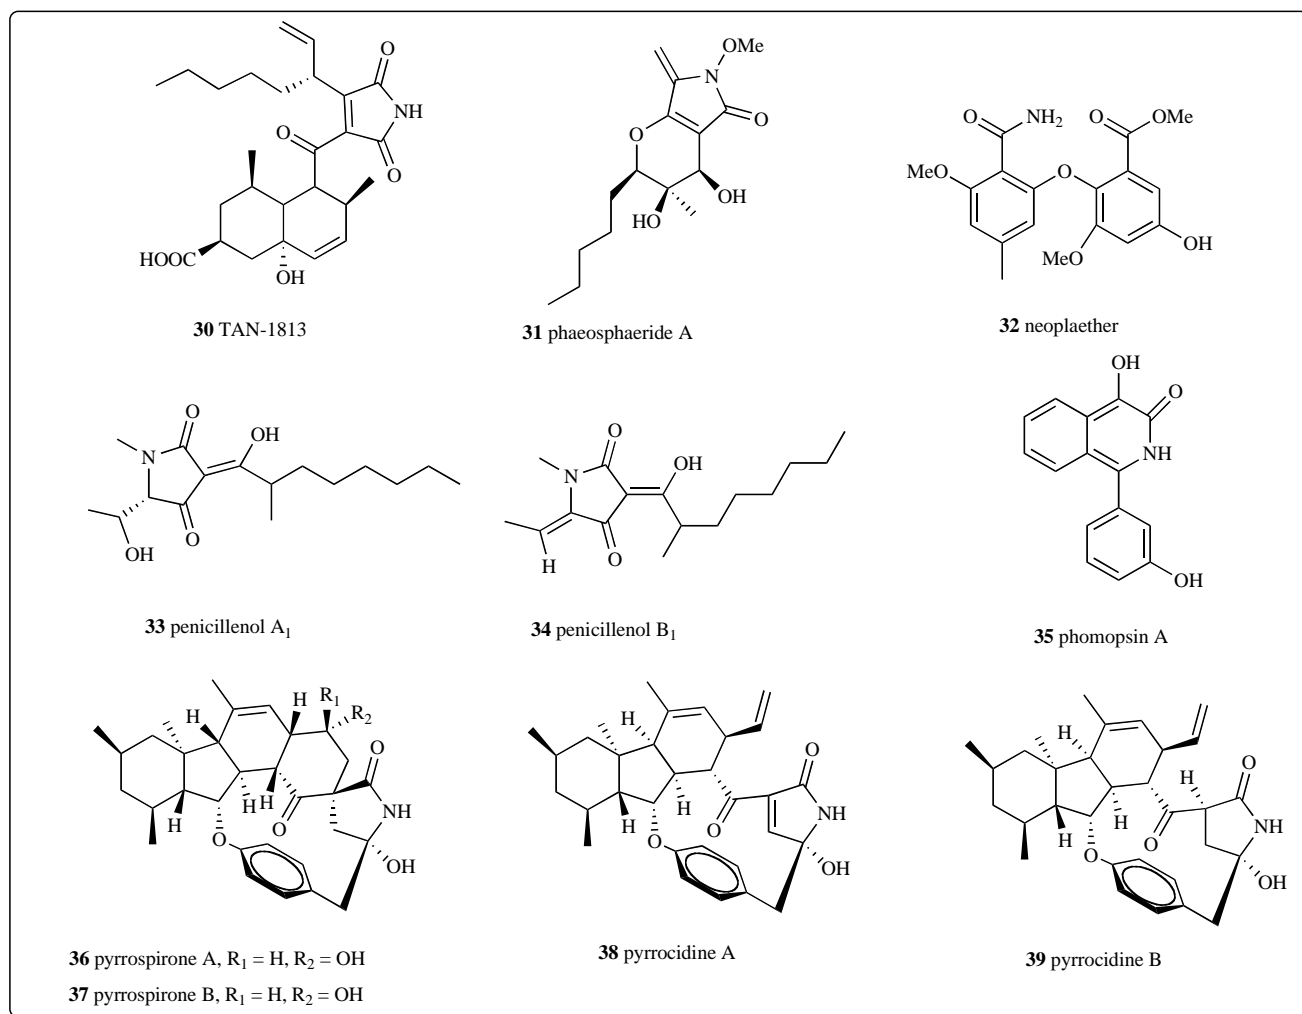 O
NH
O
O
HOOC
OH
30 TAN-1813
OMe
N
O
O
OH
HO
31 phaeosphaeride A
O
NH2
O
OMe
MeO
O
MeO
OH
32 neoplaether
O
OH
N
O
OH
33 penicillenol A1
O
OH
N
O
H
34 penicillenol B1
OH
O
NH
OH
35 phomopsin A
H
R1
R2
H
O
H
H
H
O
NH
O
OH
36 pyrrospirone A, R1 = H, R2 = OH
37 pyrrospirone B, R1 = H, R2 = OH
H
O
H
H
O
NH
O
OH
38 pyrrocidine A
H
H
O
H
H
O
NH
O
OH
39 pyrrocidine B